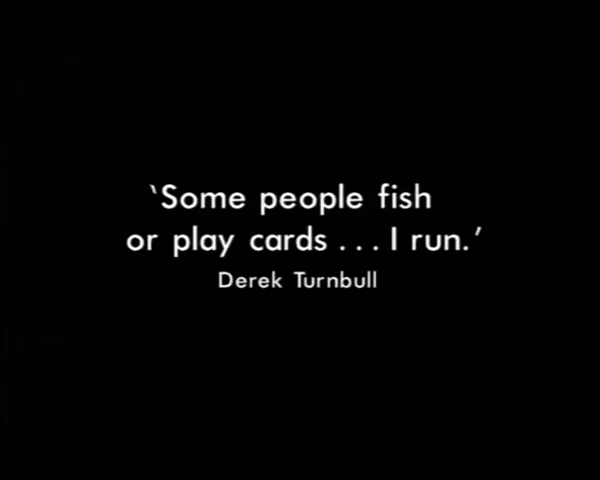 ‘Some people fish
or play cards . . . I run.’
Derek Turnbull